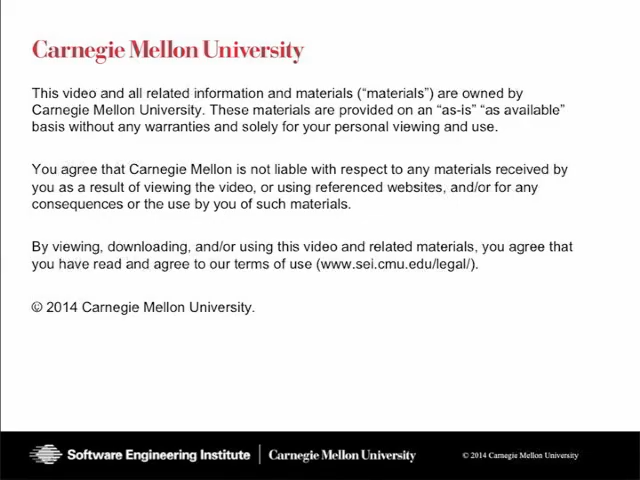 Carnegie Mellon University
This video and all related information and materials (“materials”) are owned by
Carnegie Mellon University. These materials are provided on an “as-is” “as available”
basis without any warranties and solely for your personal viewing and use.
You agree that Carnegie Mellon is not liable with respect to any materials received by
you as a result of viewing the video, or using referenced websites, and/or for any
consequences or the use by you of such materials.
By viewing, downloading, and/or using this video and related materials, you agree that
you have read and agree to our terms of use (www.sei.cmu.edu/legal/).
© 2014 Carnegie Mellon University.
Software Engineering Institute | Carnegie Mellon University
© 2014 Carnegie Mellon University